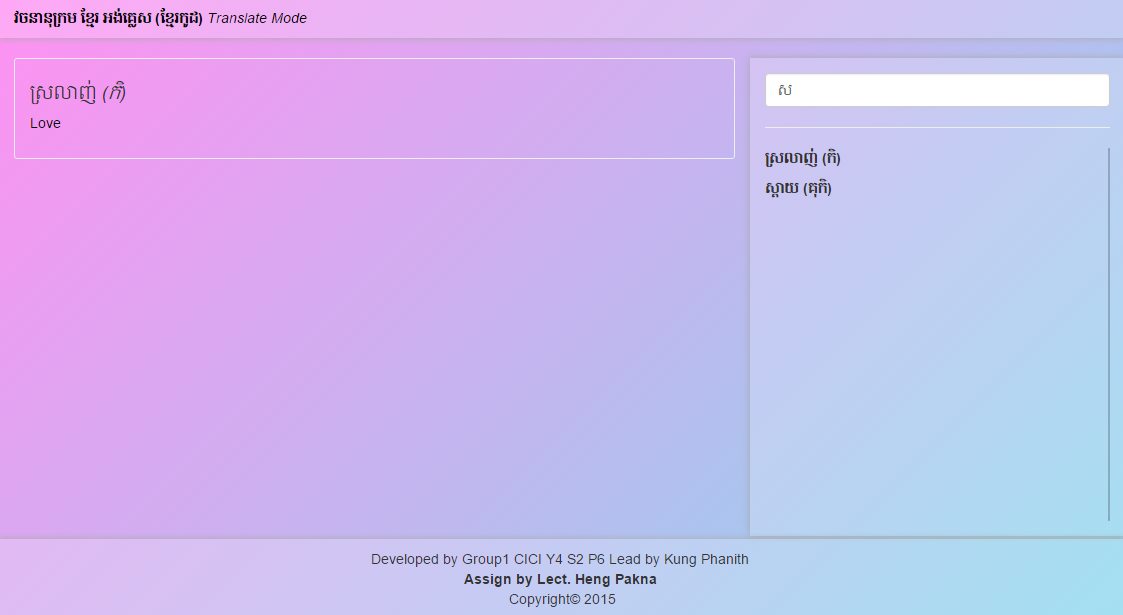 វចនានុក្រម ខ្មែរ អង់គ្លេស (ខ្មែរកូដ) Translate Mode
ស្រលាញ់ (កិ)
Love
ស
ស្រលាញ់ (កិ)
ស្តាយ (គុកិ)
Developed by Group1 CICI Y4 S2 P6 Lead by Kung Phanith
Assign by Lect. Heng Pakna
Copyright© 2015